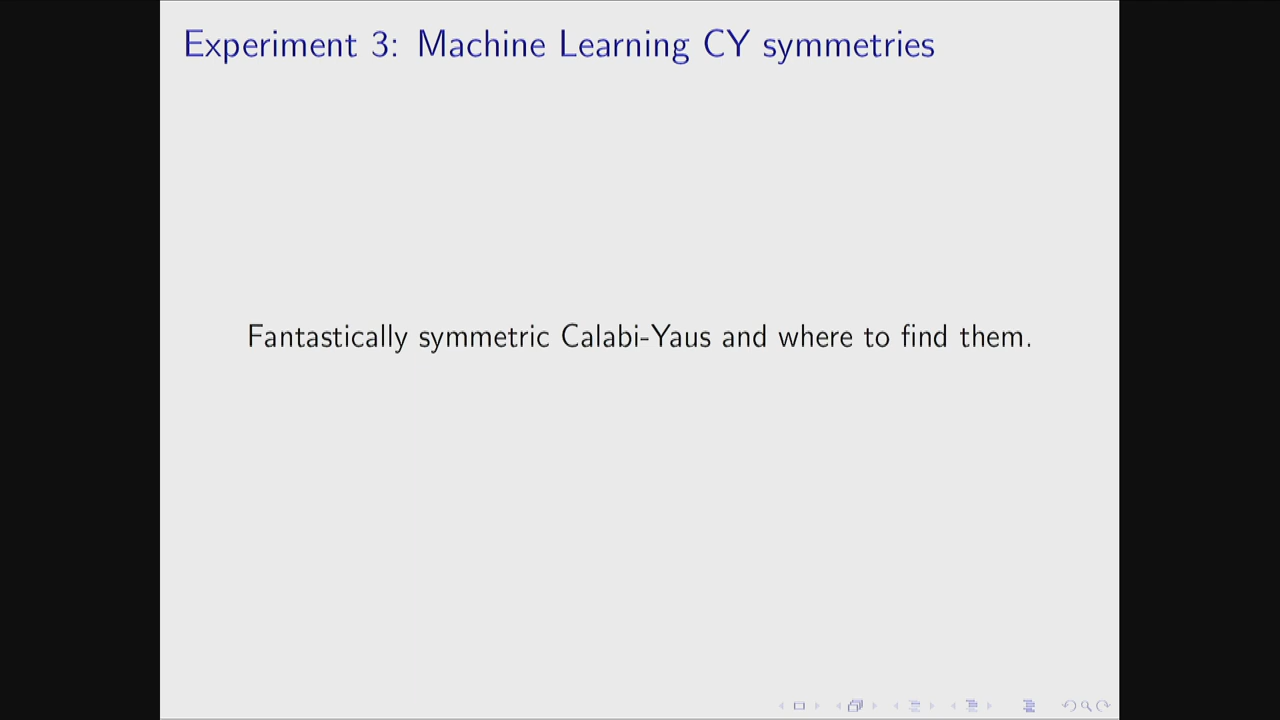 Experiment 3: Machine Learning CY symmetries
Fantastically symmetric Calabi-Yaus and where to find them.